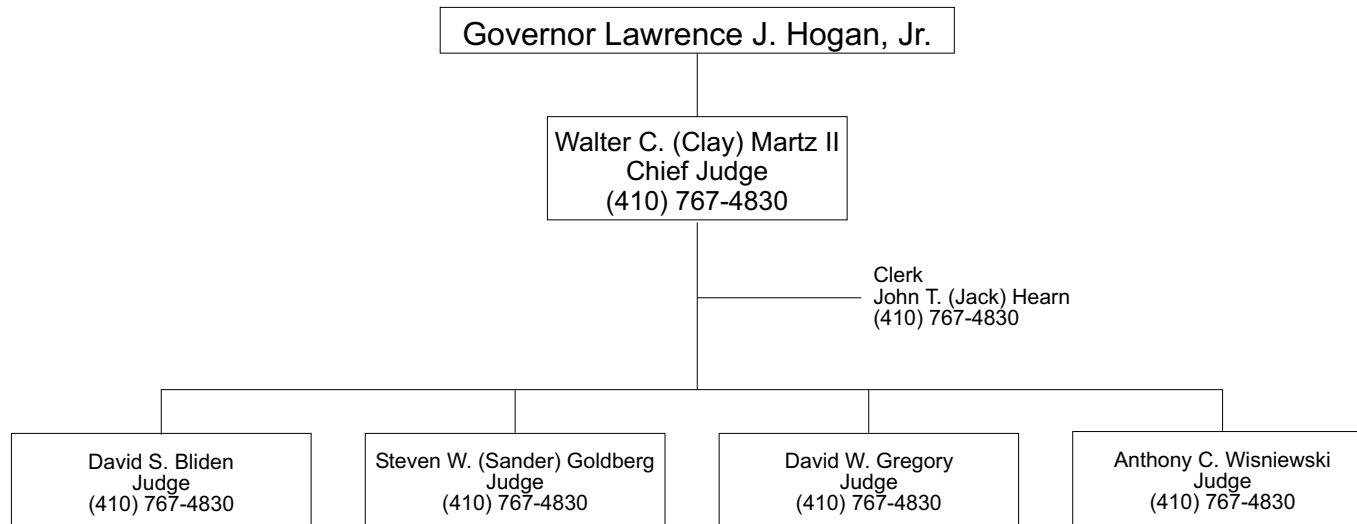 Governor Lawrence J. Hogan, Jr.
Walter C. (Clay) Martz II
Chief Judge
(410) 767-4830
Clerk
John T. (Jack) Hearn
(410) 767-4830
David S. Bliden
Judge
(410) 767-4830
Steven W. (Sander) Goldberg
Judge
(410) 767-4830
David W. Gregory
Judge
(410) 767-4830
Anthony C. Wisniewski
Judge
(410) 767-4830